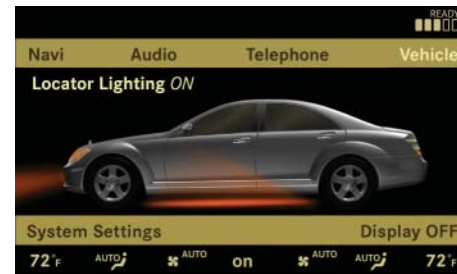 READY
Navi Audio Telephone Vehicle
Locator Lighting ON
System Settings Display OFF
72°F AUTO AUTO on AUTO AUTO 72°F